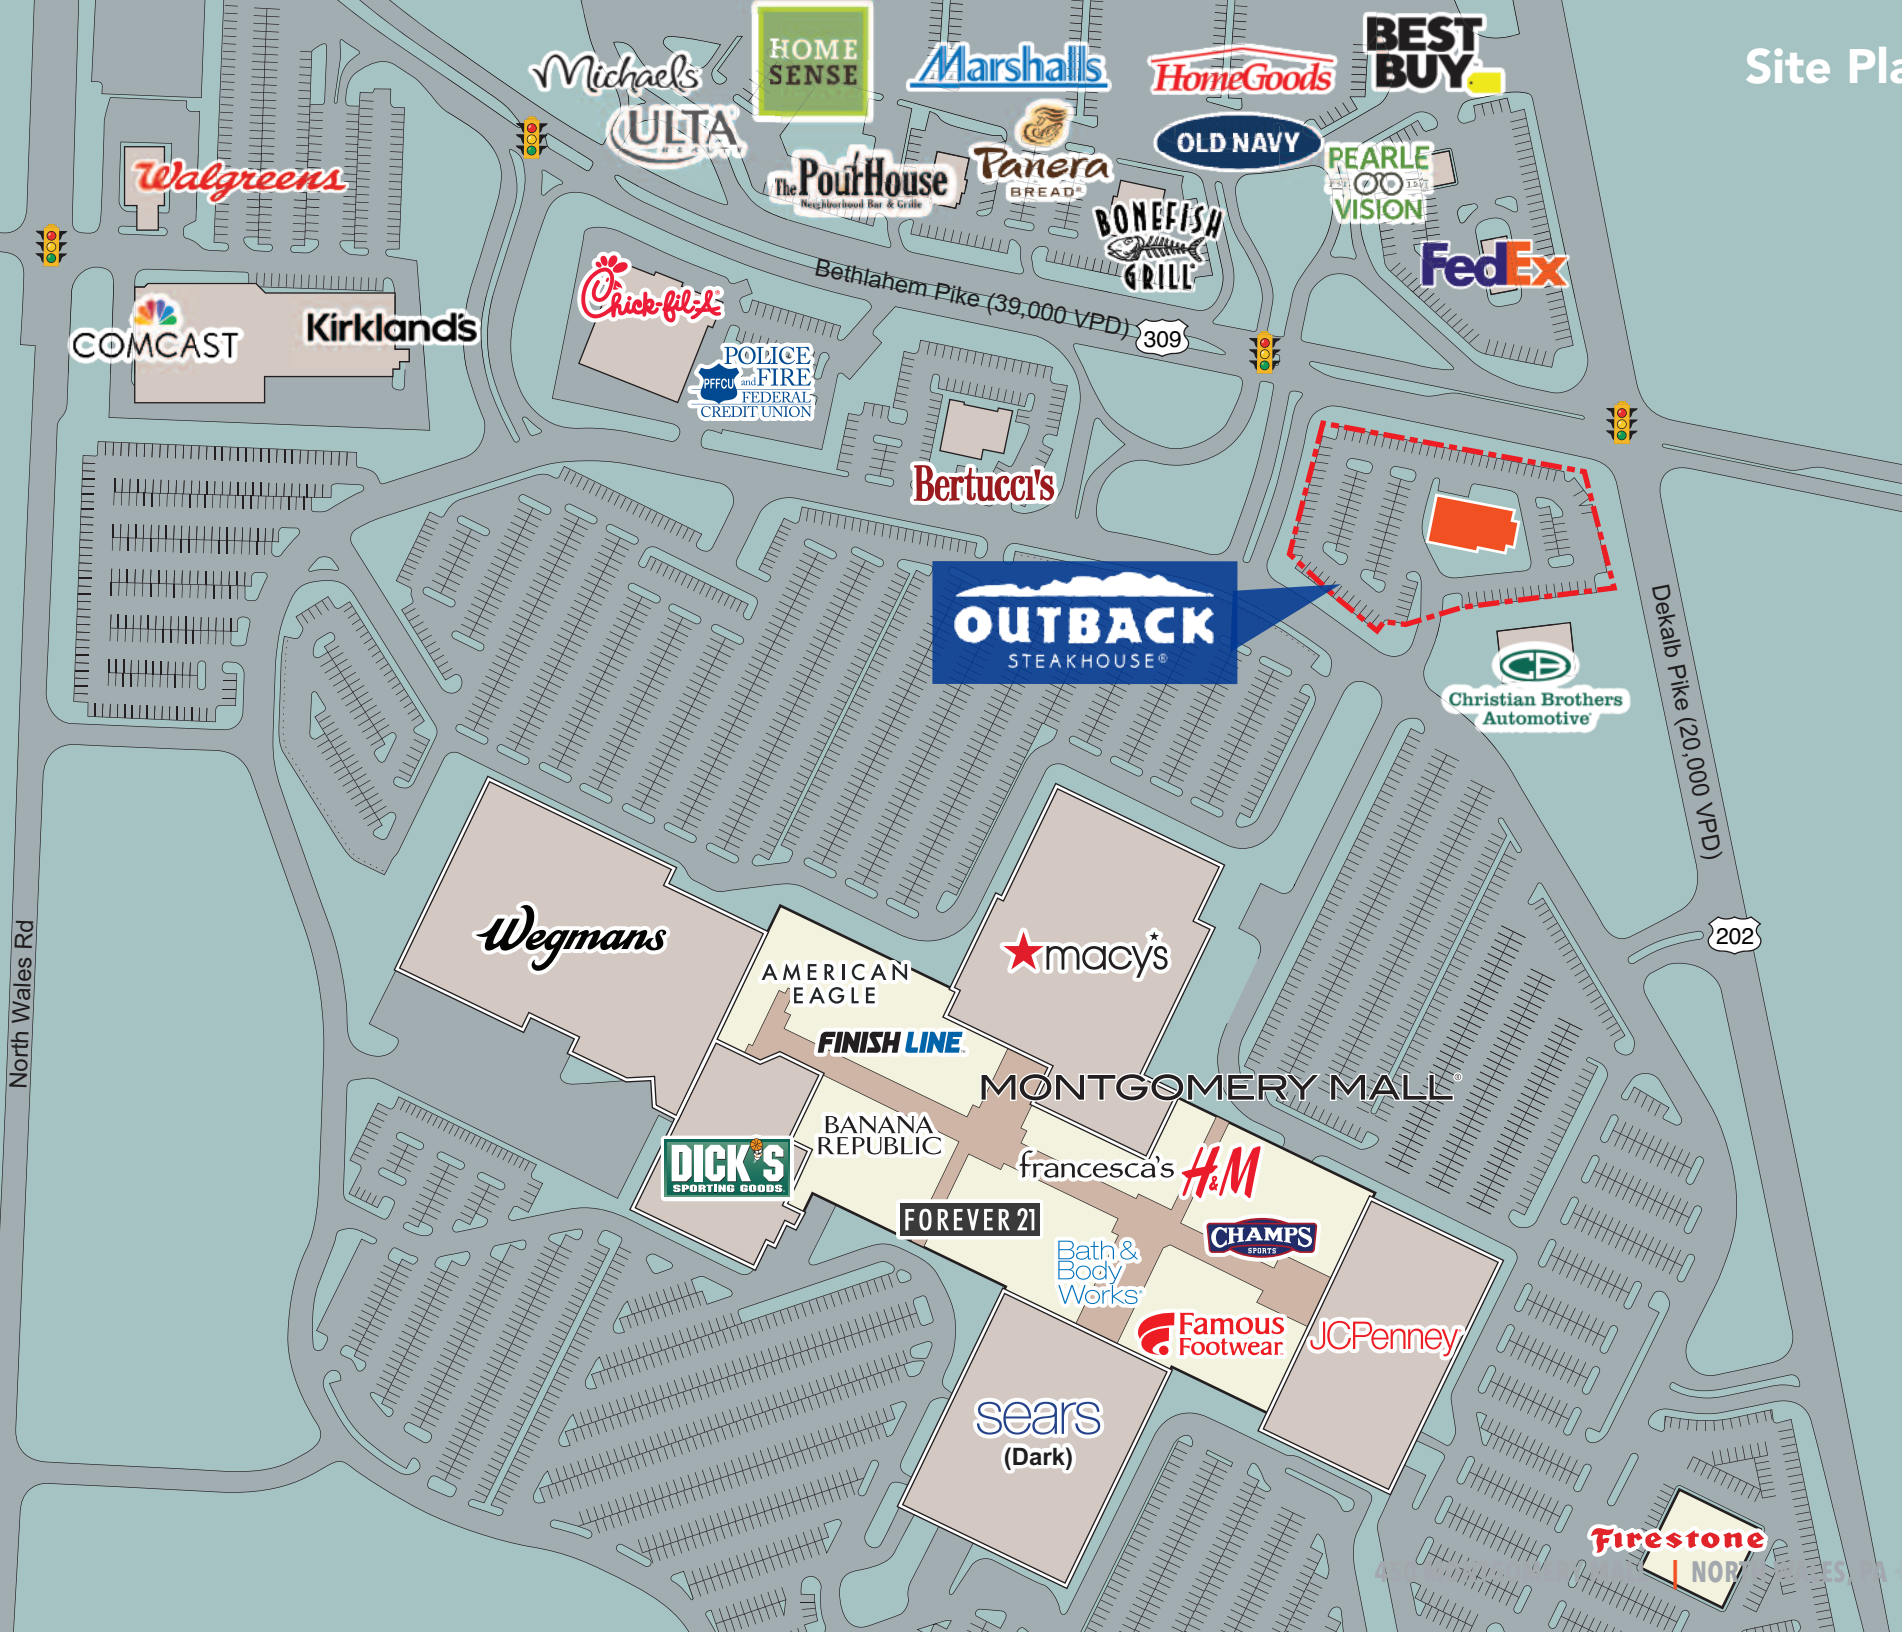 Site Pla
Michaels
HOME
SENSE
Marshalls
HomeGoods
BEST
BUY
ULTA
BEAUTY
The Pour House
Neighborhood Bar & Grille
Panera
BREAD®
OLD NAVY
PEARLE
VISION
BONEFISH
GRILL
FedEx
Walgreens
COMCAST
Kirkland's
Chick-fil-A
POLICE
and FIRE
PFFCU
FEDERAL
CREDIT UNION
Bethlahem Pike (39,000 VPD)
309
Bertucci's
OUTBACK
STEAKHOUSE®
Christian Brothers
Automotive
Dekalb Pike (20,000 VPD)
202
North Wales Rd
Wegmans
macy's
AMERICAN
EAGLE
FINISH LINE
MONTGOMERY MALL®
BANANA
REPUBLIC
DICK'S
SPORTING GOODS
francesca's
H&M
FOREVER 21
CHAMPS
SPORTS
Bath &
Body
Works
Famous
Footwear
JCPenney
sears
(Dark)
Firestone